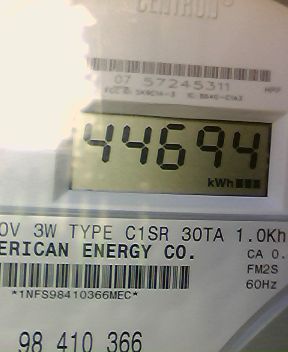 CENTRON®
07 57245311
44694
kWh
0V 3W TYPE C1SR 30TA 1.0Kh
ERICAN ENERGY CO.
CA 0.
FM2S
*1NFS98410366MEC*
60Hz
98 410 366